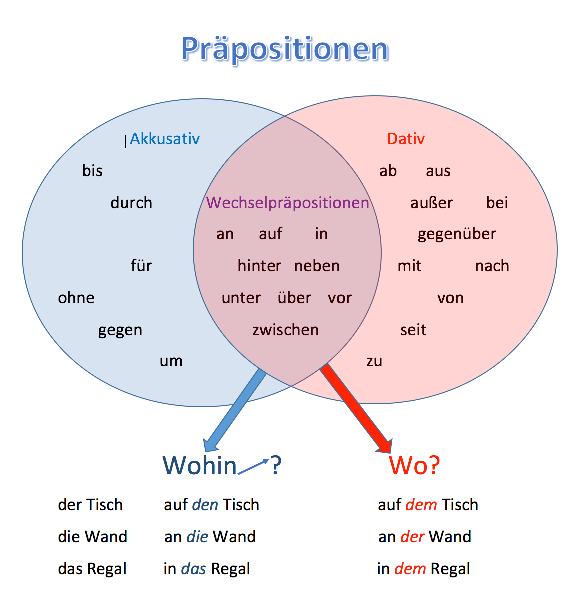 Präpositionen
Akkusativ
bis
durch
für
ohne
gegen
um
Wechselpräpositionen
an auf in
hinter neben
unter über vor
zwischen
Dativ
ab aus
außer bei
gegenüber
mit nach
von
seit
zu
Wohin ?
Wo?
der Tisch auf den Tisch auf dem Tisch
die Wand an die Wand an der Wand
das Regal in das Regal in dem Regal